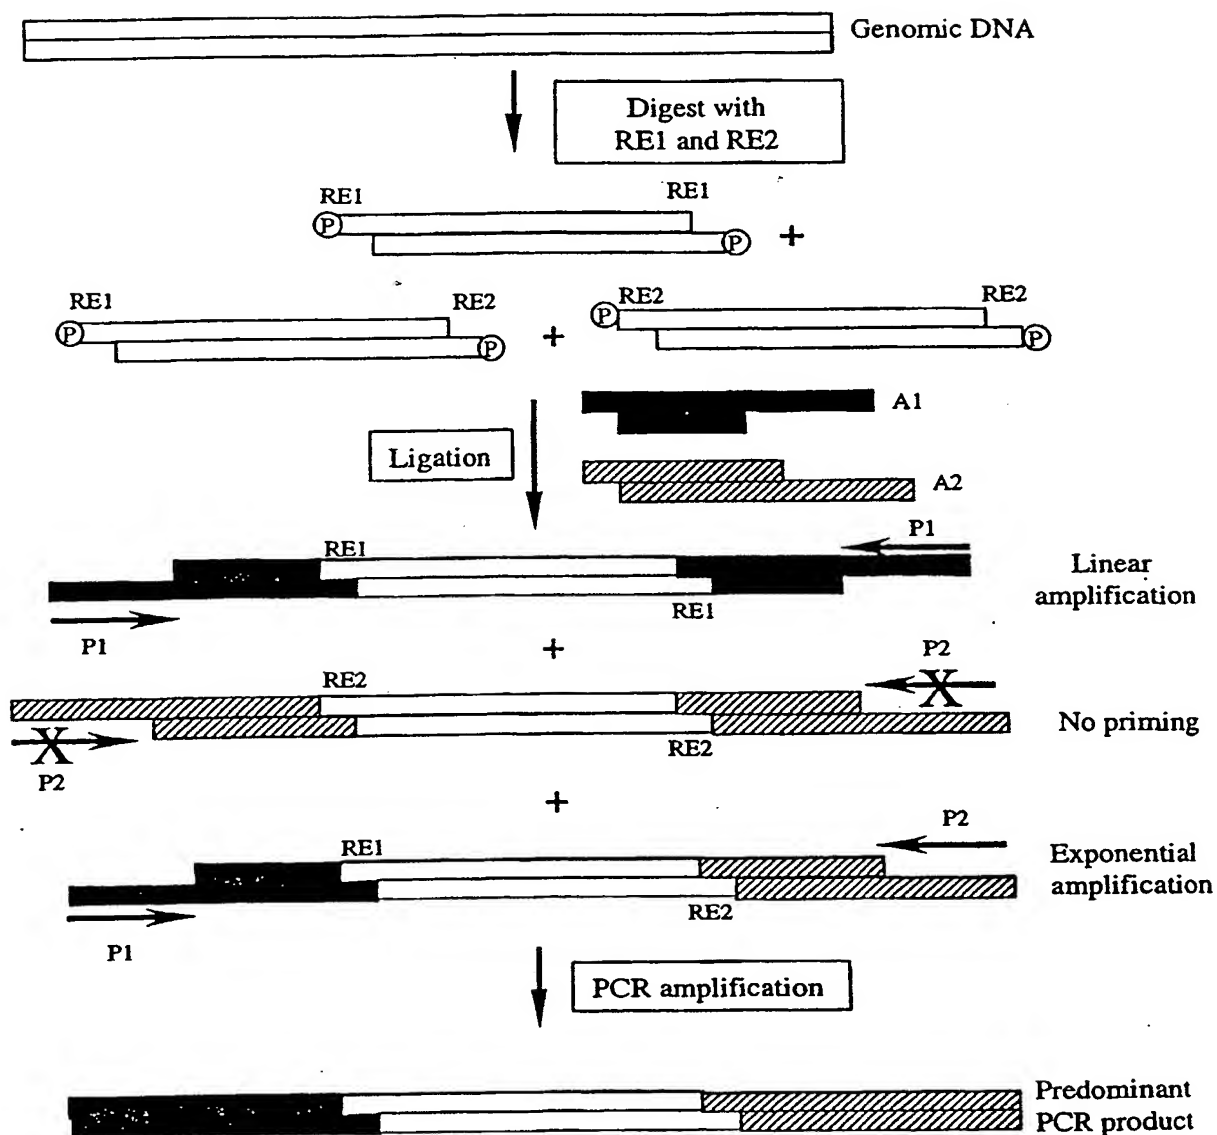 Genomic DNA
Digest with
RE1 and RE2
RE1 RE1
P P +
RE1 RE2 RE2 RE2
P P + P P
A1
Ligation
A2
P1
RE1
Linear
amplification
RE1
P1
+
P2
RE2
X
No priming
X
RE2
P2
+
P2
RE1
Exponential
amplification
RE2
P1
PCR amplification
Predominant
PCR product